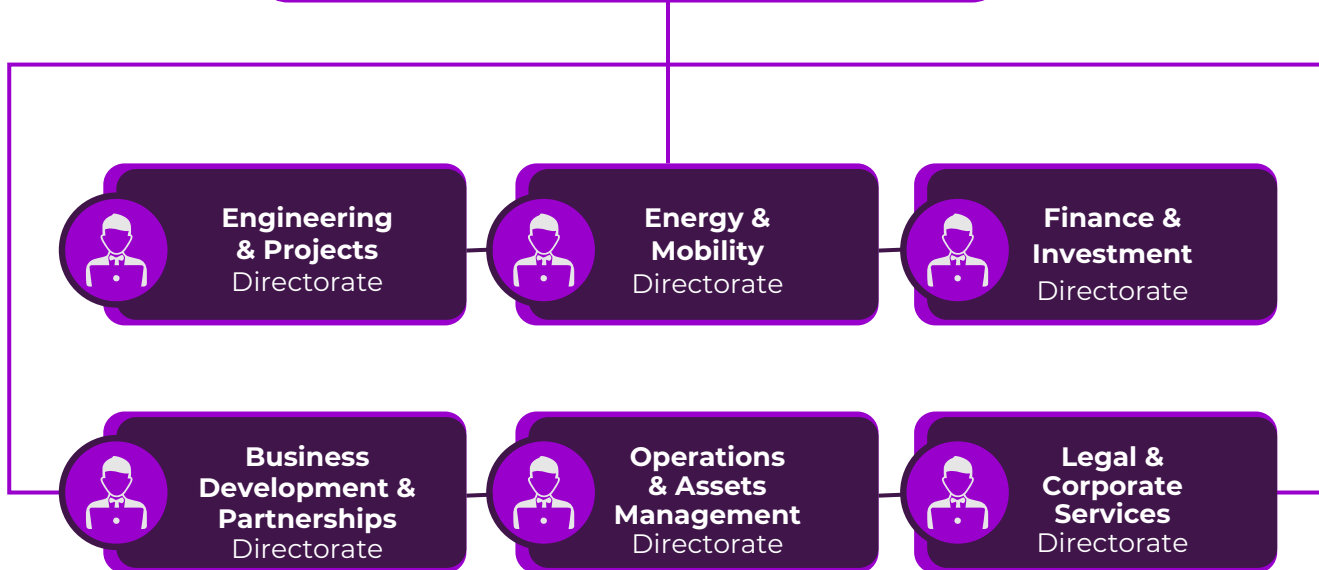 Engineering
& Projects
Directorate
Energy &
Mobility
Directorate
Finance &
Investment
Directorate
Business
Development &
Partnerships
Directorate
Operations
& Assets
Management
Directorate
Legal &
Corporate
Services
Directorate